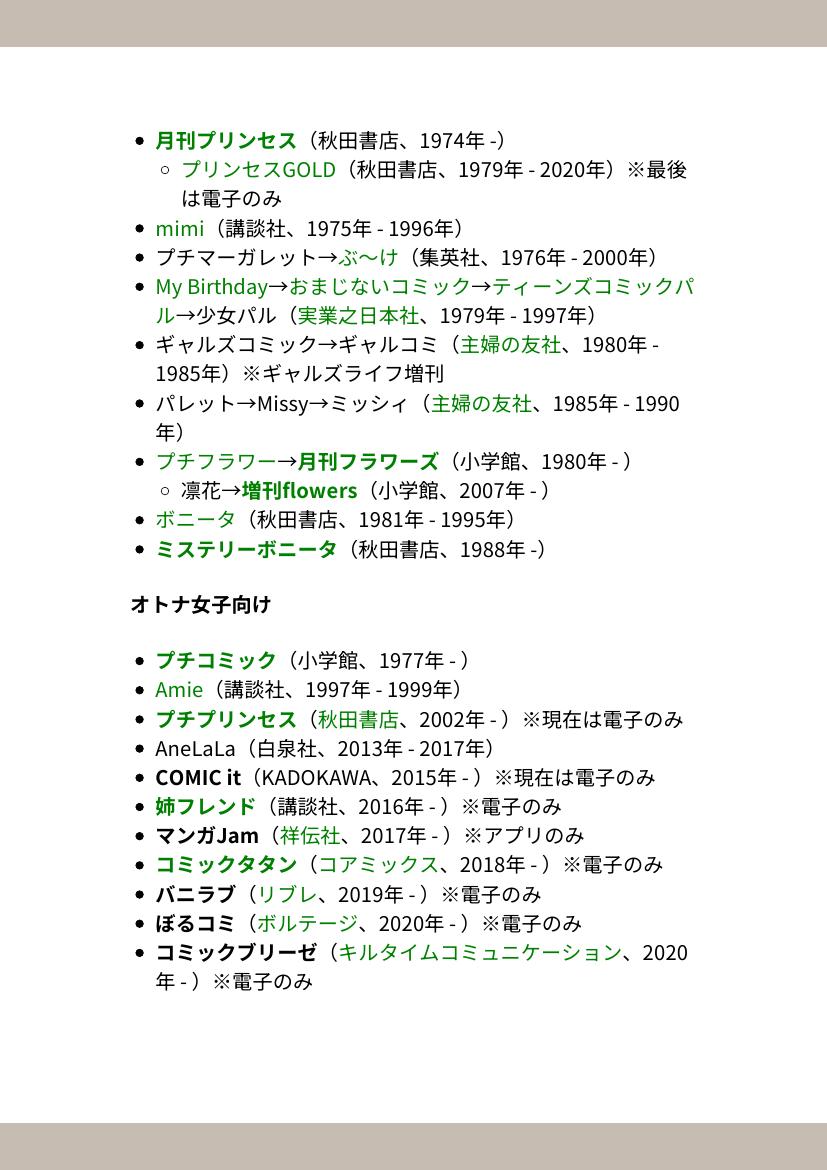 • 月刊プリンセス（秋田書店、1974年 -）
○ プリンセスGOLD（秋田書店、1979年 - 2020年）※最後
は電子のみ
• mimi（講談社、1975年 - 1996年）
• プチマーガレット→ぶ〜け（集英社、1976年 - 2000年）
• My Birthday→おまじないコミック→ティーンズコミックパ
ル→少女パル（実業之日本社、1979年 - 1997年）
• ギャルズコミック→ギャルコミ（主婦の友社、1980年 -
1985年）※ギャルズライフ増刊
• パレット→Missy→ミッシィ（主婦の友社、1985年 - 1990
年）
• プチフラワー→月刊フラワーズ（小学館、1980年 - ）
○ 凛花→増刊flowers（小学館、2007年 - ）
• ボニータ（秋田書店、1981年 - 1995年）
• ミステリーボニータ（秋田書店、1988年 -）
オトナ女子向け
• プチコミック（小学館、1977年 - ）
• Amie（講談社、1997年 - 1999年）
• プチプリンセス（秋田書店、2002年 - ）※現在は電子のみ
• AneLaLa（白泉社、2013年 - 2017年）
• COMIC it（KADOKAWA、2015年 - ）※現在は電子のみ
• 姉フレンド（講談社、2016年 - ）※電子のみ
• マンガJam（祥伝社、2017年 - ）※アプリのみ
• コミックタタン（コアミックス、2018年 - ）※電子のみ
• バニラブ（リブレ、2019年 - ）※電子のみ
• ぼるコミ（ボルテージ、2020年 - ）※電子のみ
• コミックブリーゼ（キルタイムコミュニケーション、2020
年 - ）※電子のみ